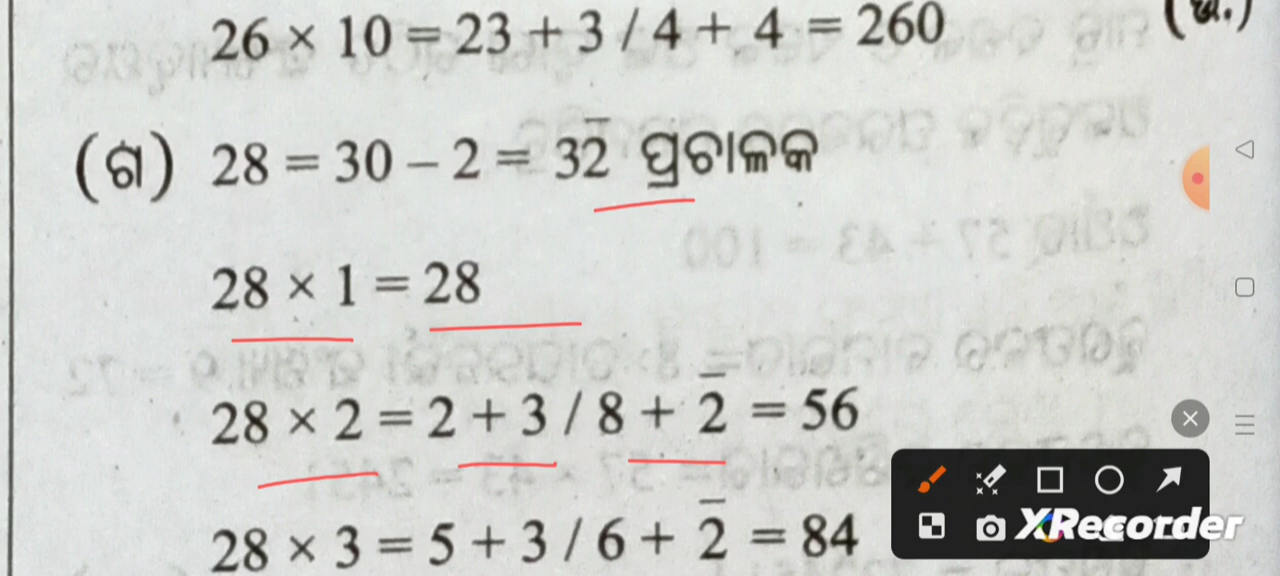 26 × 10 = 23 + 3 / 4 + 4 = 260
(ଗ) 28 = 30 – 2 = 32̅ ପ୍ରଚାଳକ
28 × 1 = 28
28 × 2 = 2 + 3 / 8 + 2̅ = 56
28 × 3 = 5 + 3 / 6 + 2̅ = 84
XRecorder